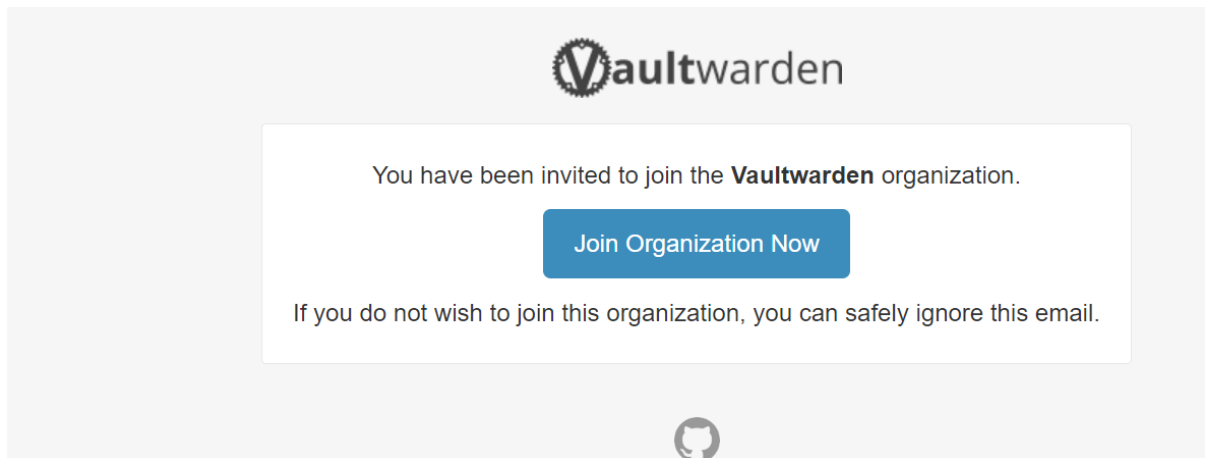 Vaultwarden
You have been invited to join the Vaultwarden organization.
Join Organization Now
If you do not wish to join this organization, you can safely ignore this email.